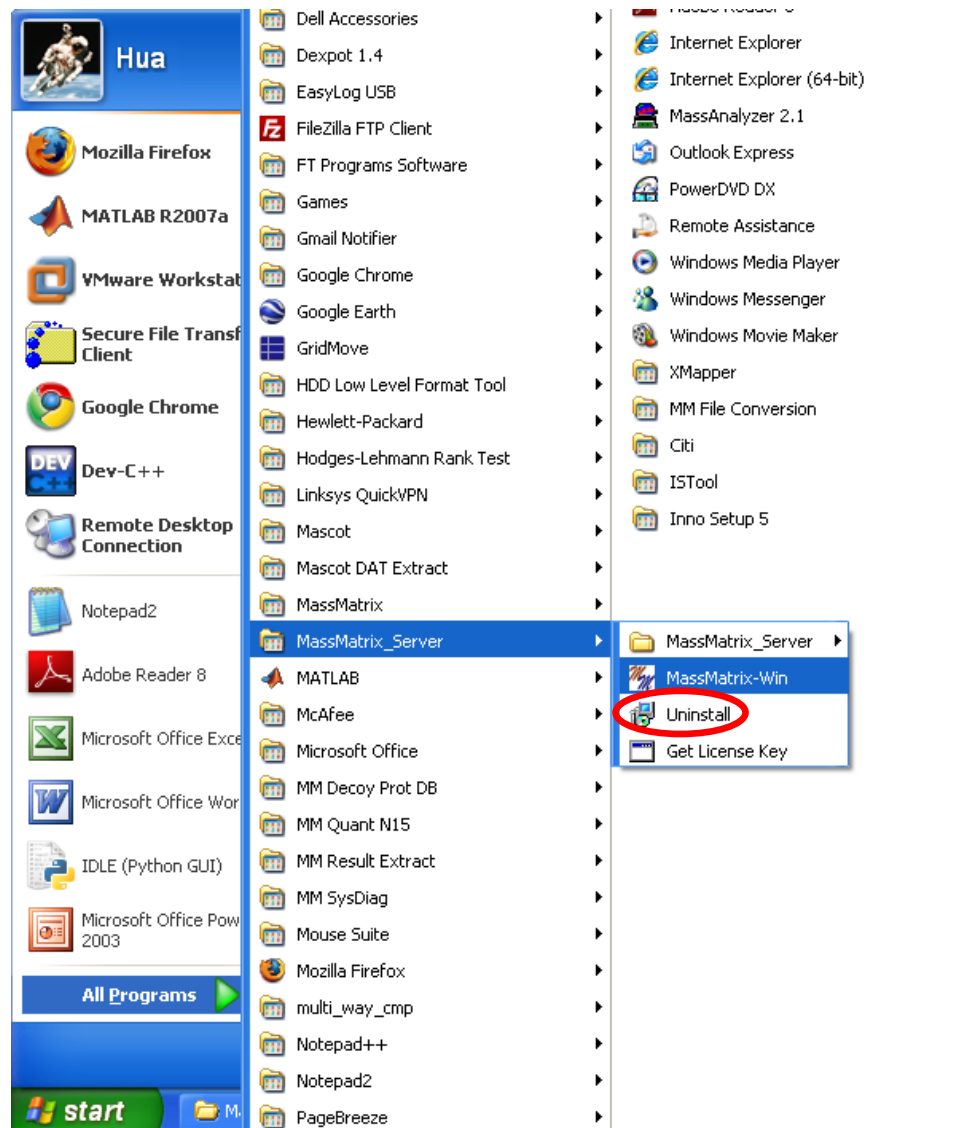 Hua
Mozilla Firefox
MATLAB R2007a
VMware Workstat
Secure File Transf
Client
Google Chrome
DEV
C++
Dev-C++
Remote Desktop
Connection
Notepad2
Adobe Reader 8
Microsoft Office Exce
Microsoft Office Wor
IDLE (Python GUI)
Microsoft Office Pow
2003
All Programs
start
M
Dell Accessories
Dexpot 1.4
EasyLog USB
FileZilla FTP Client
FT Programs Software
Games
Gmail Notifier
Google Chrome
Google Earth
GridMove
HDD Low Level Format Tool
Hewlett-Packard
Hodges-Lehmann Rank Test
Linksys QuickVPN
Mascot
Mascot DAT Extract
MassMatrix
MassMatrix_Server
MATLAB
McAfee
Microsoft Office
MM Decoy Prot DB
MM Quant N15
MM Result Extract
MM SysDiag
Mouse Suite
Mozilla Firefox
multi_way_cmp
Notepad++
Notepad2
PageBreeze
Internet Explorer
Internet Explorer (64-bit)
MassAnalyzer 2.1
Outlook Express
PowerDVD DX
Remote Assistance
Windows Media Player
Windows Messenger
Windows Movie Maker
XMapper
MM File Conversion
Citi
ISTool
Inno Setup 5
MassMatrix_Server
MassMatrix-Win
Uninstall
Get License Key